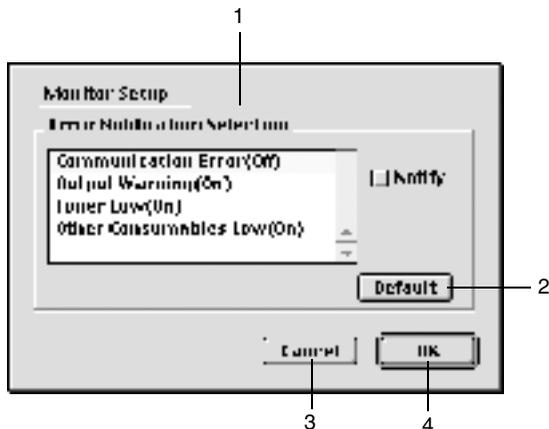 1
Monitor Setup
Error Notification Selection
Communication Error(Off)
Output Warning(On)
Toner Low(On)
Other Consumables Low(On)
Notify
Default
2
Cancel
OK
3
4